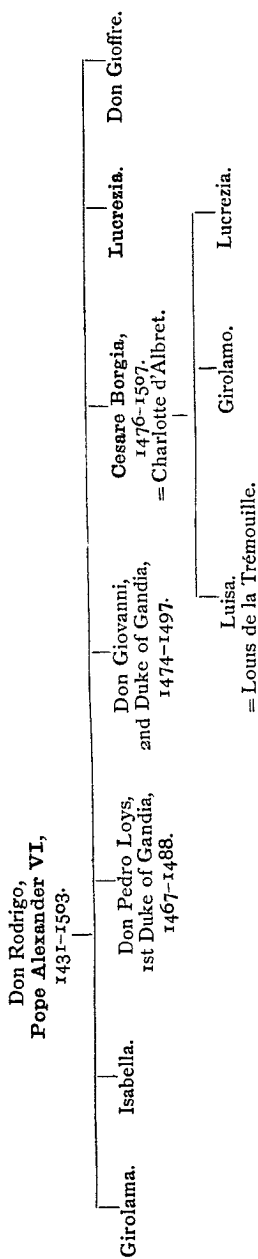 Don Rodrigo,
Pope Alexander VI,
1431-1503.
Girolama.
Isabella.
Don Pedro Loys,
1st Duke of Gandia,
1467-1488.
Don Giovanni,
2nd Duke of Gandia,
1474-1497.
Cesare Borgia,
1476-1507.
= Charlotte d'Albret.
Lucrezia.
Don Gioffre.
Luisa.
= Louis de la Trémouille.
Girolamo.
Lucrezia.